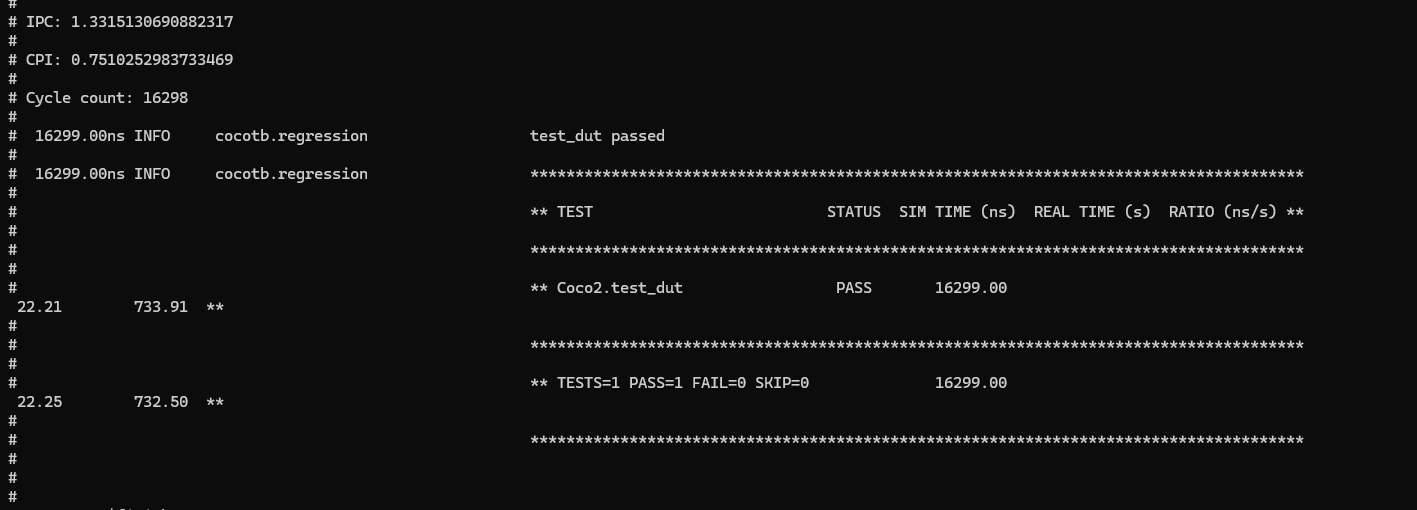 #
# IPC: 1.3315130690882317
#
# CPI: 0.7510252983733469
#
# Cycle count: 16298
#
#  16299.00ns INFO     cocotb.regression                  test_dut passed
#
#  16299.00ns INFO     cocotb.regression                  **************************************************************************************
#
#                                                         ** TEST                          STATUS  SIM TIME (ns)  REAL TIME (s)  RATIO (ns/s) **
#
#                                                         **************************************************************************************
#
#                                                         ** Coco2.test_dut                 PASS       16299.00
 22.21        733.91  **
#
#                                                         **************************************************************************************
#
#                                                         ** TESTS=1 PASS=1 FAIL=0 SKIP=0              16299.00
 22.25        732.50  **
#
#                                                         **************************************************************************************
#
#
#